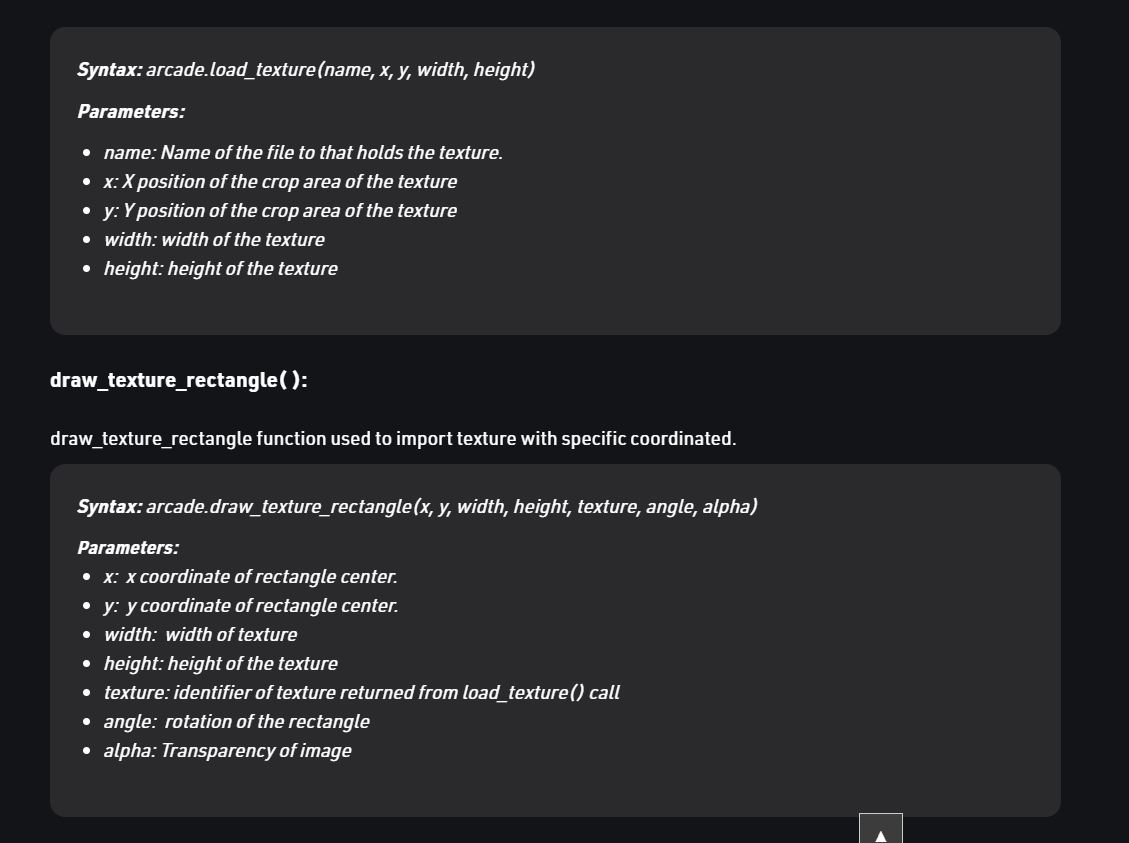 Syntax: arcade.load_texture(name, x, y, width, height)
Parameters:
name: Name of the file to that holds the texture.
x: X position of the crop area of the texture
y: Y position of the crop area of the texture
width: width of the texture
height: height of the texture
draw_texture_rectangle( ):
draw_texture_rectangle function used to import texture with specific coordinated.
Syntax: arcade.draw_texture_rectangle(x, y, width, height, texture, angle, alpha)
Parameters:
x:  x coordinate of rectangle center.
y:  y coordinate of rectangle center.
width:  width of texture
height: height of the texture
texture: identifier of texture returned from load_texture() call
angle:  rotation of the rectangle
alpha: Transparency of image